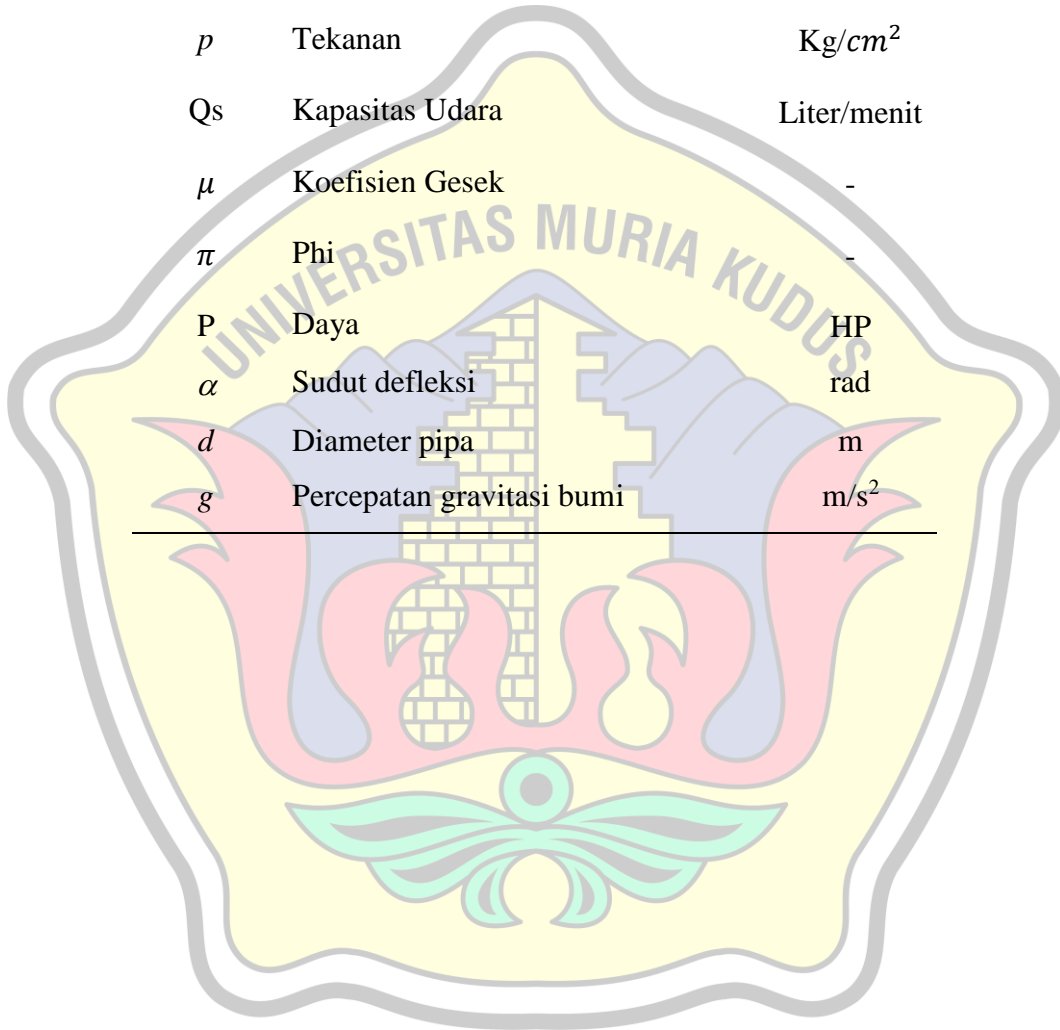 p Tekanan Kg/cm²
Qs Kapasitas Udara Liter/menit
μ Koefisien Gesek -
UNIVERSITAS MURIA KUDUS
π Phi -
P Daya HP
α Sudut defleksi rad
d Diameter pipa m
g Percepatan gravitasi bumi m/s²